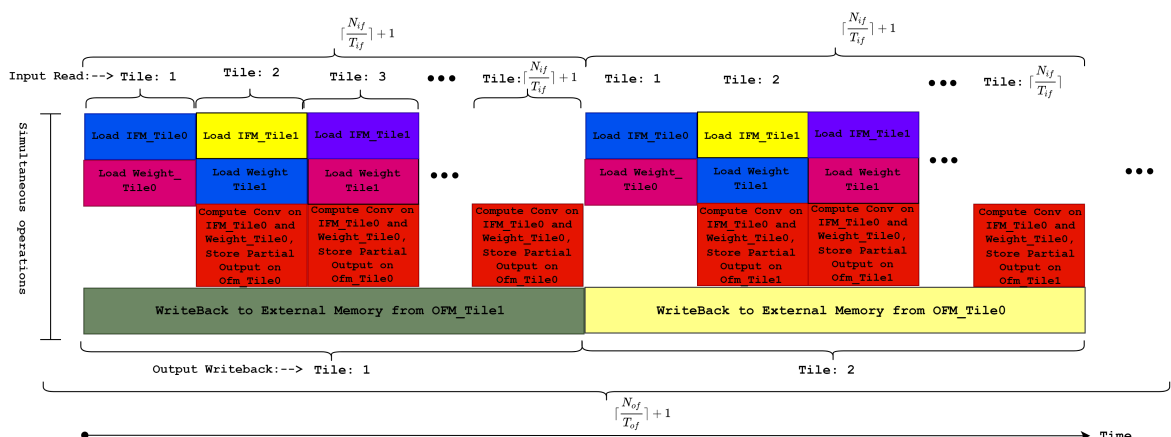 ⌈N_if/T_if⌉ + 1
⌈N_if/T_if⌉ + 1
Input Read:--> Tile: 1 Tile: 2 Tile: 3 ••• Tile:⌈N_if/T_if⌉ + 1 Tile: 1 Tile: 2 ••• Tile: ⌈N_if/T_if⌉
Simultaneous operations
Load IFM_Tile0
Load IFM_Tile1
Load IFM_Tile1
Load IFM_Tile0
Load IFM_Tile1
Load IFM_Tile1
Load Weight_
Tile0
Load Weight
Tile1
Load Weight
Tile1
•••
Load Weight_
Tile0
Load Weight
Tile1
Load Weight
Tile1
•••
•••
Compute Conv on
IFM_Tile0 and
Weight_Tile0,
Store Partial
Output on
Ofm_Tile0
Compute Conv on
IFM_Tile0 and
Weight_Tile0,
Store Partial
Output on
Ofm_Tile0
Compute Conv on
IFM_Tile0 and
Weight_Tile0,
Store Partial
Output on
Ofm_Tile0
Compute Conv on
IFM_Tile0 and
Weight_Tile0,
Store Partial
Output on
Ofm_Tile1
Compute Conv on
IFM_Tile0 and
Weight_Tile0,
Store Partial
Output on
Ofm_Tile1
Compute Conv on
IFM_Tile0 and
Weight_Tile0,
Store Partial
Output on
Ofm_Tile1
WriteBack to External Memory from OFM_Tile1
WriteBack to External Memory from OFM_Tile0
Output Writeback:--> Tile: 1
Tile: 2
⌈N_of/T_of⌉ + 1
Time